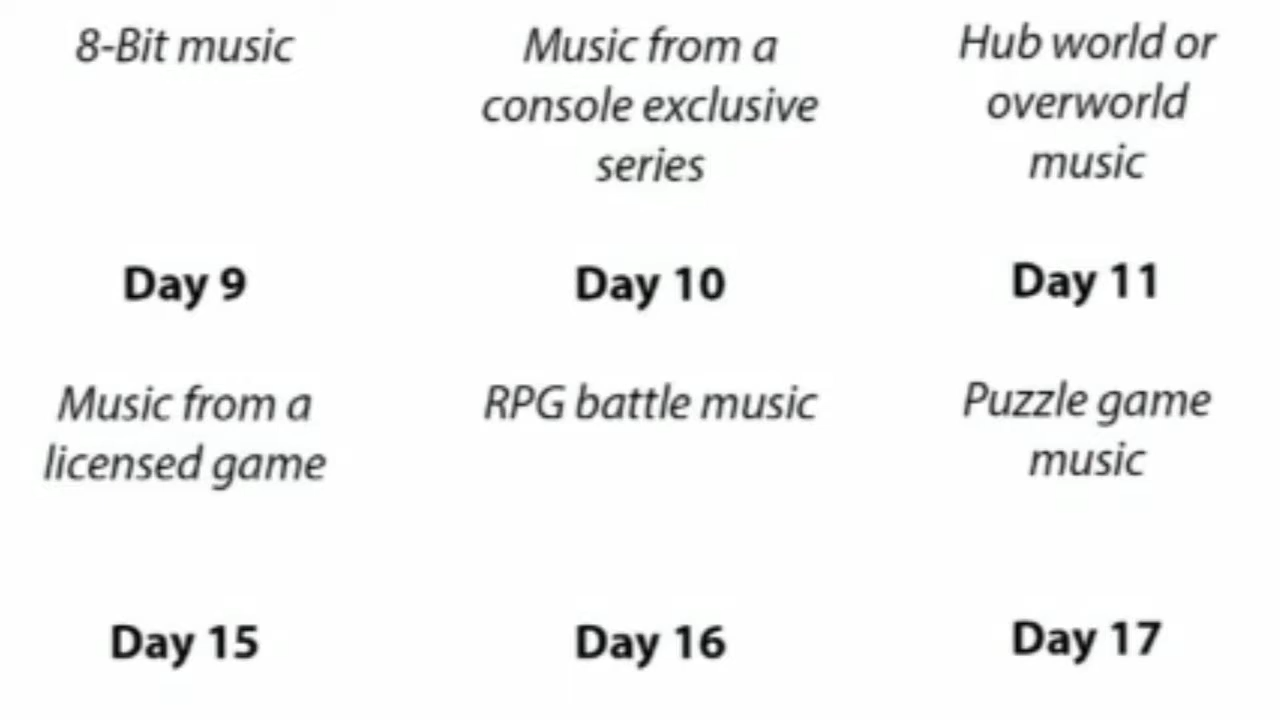 8-Bit music
Music from a
console exclusive
series
Hub world or
overworld
music
Day 9
Day 10
Day 11
Music from a
licensed game
RPG battle music
Puzzle game
music
Day 15
Day 16
Day 17